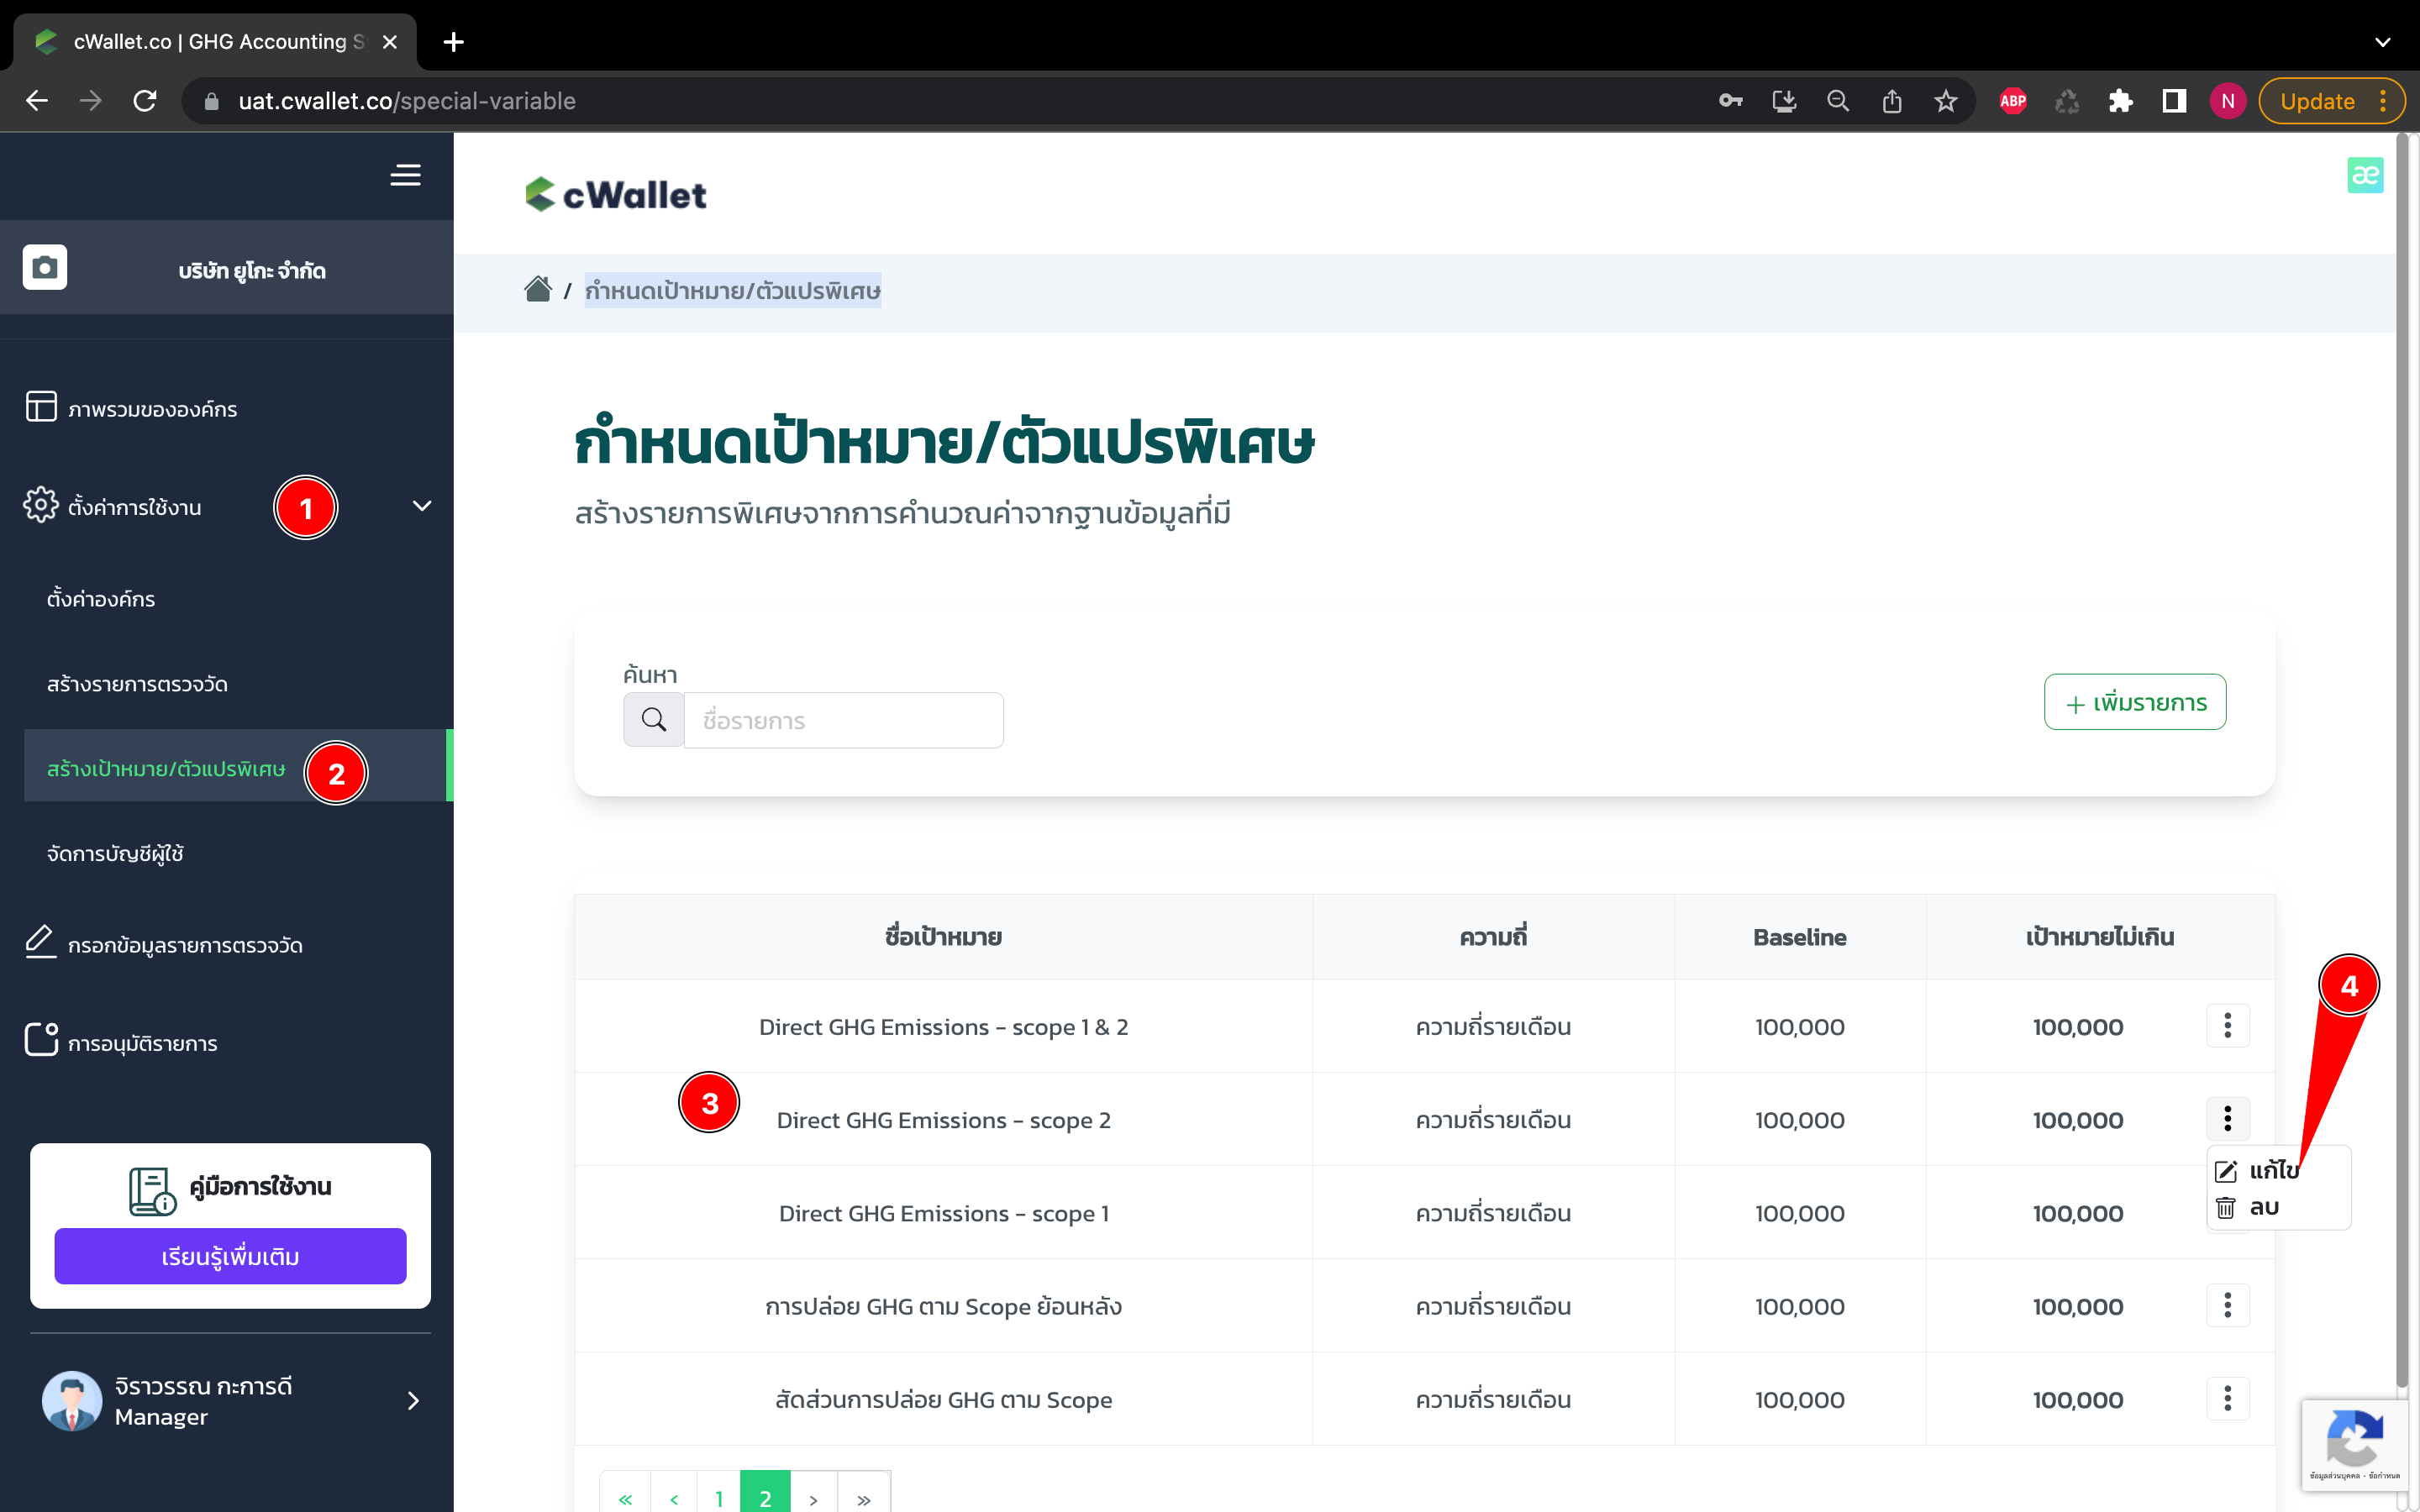 cWallet.co | GHG Accounting S
uat.cwallet.co/special-variable
ABP
N
Update
บริษัท ยูโกะ จำกัด
ภาพรวมขององค์กร
ตั้งค่าการใช้งาน
1
ตั้งค่าองค์กร
สร้างรายการตรวจวัด
สร้างเป้าหมาย/ตัวแปรพิเศษ
2
จัดการบัญชีผู้ใช้
กรอกข้อมูลรายการตรวจวัด
การอนุมัติรายการ
คู่มือการใช้งาน
เรียนรู้เพิ่มเติม
จิราวรรณ กะการดี
Manager
cWallet
æ
/ กำหนดเป้าหมาย/ตัวแปรพิเศษ
กำหนดเป้าหมาย/ตัวแปรพิเศษ
สร้างรายการพิเศษจากการคำนวณค่าจากฐานข้อมูลที่มี
ค้นหา
ชื่อรายการ
+ เพิ่มรายการ
ชื่อเป้าหมาย ความถี่ Baseline เป้าหมายไม่เกิน
4
Direct GHG Emissions - scope 1 & 2 ความถี่รายเดือน 100,000 100,000
3
Direct GHG Emissions - scope 2 ความถี่รายเดือน 100,000 100,000
แก้ไข
ลบ
Direct GHG Emissions - scope 1 ความถี่รายเดือน 100,000 100,000
การปล่อย GHG ตาม Scope ย้อนหลัง ความถี่รายเดือน 100,000 100,000
สัดส่วนการปล่อย GHG ตาม Scope ความถี่รายเดือน 100,000 100,000
« ‹ 1 2 › »
ข้อมูลส่วนบุคคล - ข้อกำหนด